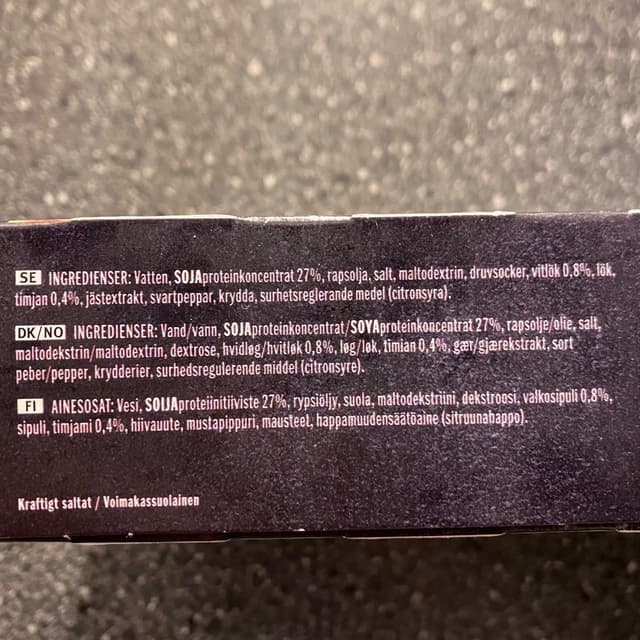 SE INGREDIENSER: Vatten, SOJAproteinkoncentrat 27%, rapsolja, salt, maltodextrin, druvsocker, vitlök 0,8%, lök,
timjan 0,4%, jästextrakt, svartpeppar, krydda, surhetsreglerande medel (citronsyra).
DK/NO INGREDIENSER: Vand/vann, SOJAproteinkoncentrat/SOYAproteinkonsentrat 27%, rapsolje/olie, salt,
maltodekstrin/maltodextrin, dextrose, hvidløg/hvitløk 0,8%, løg/løk, timian 0,4%, gær/gjærekstrakt, sort
peber/pepper, krydderier, surhedsregulerende middel (citronsyre).
FI AINESOSAT: Vesi, SOIJAproteiinitiiviste 27%, rypsiöljy, suola, maltodekstriini, dekstroosi, valkosipuli 0,8%,
sipuli, timjami 0,4%, hiivauute, mustapippuri, mausteet, happamuudensäätöaine (sitruunahappo).
Kraftigt saltat / Voimakassuolainen